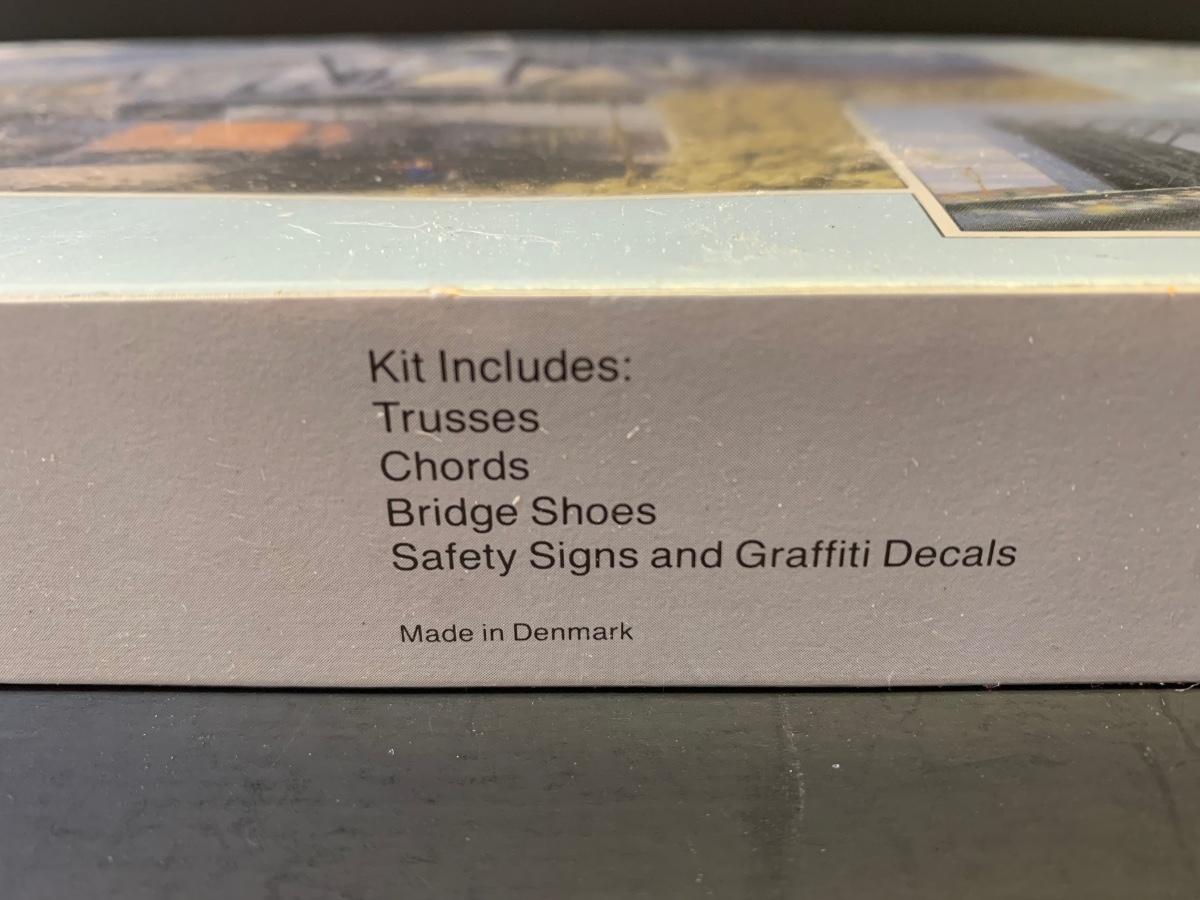 Kit Includes:
Trusses
Chords
Bridge Shoes
Safety Signs and Graffiti Decals
Made in Denmark